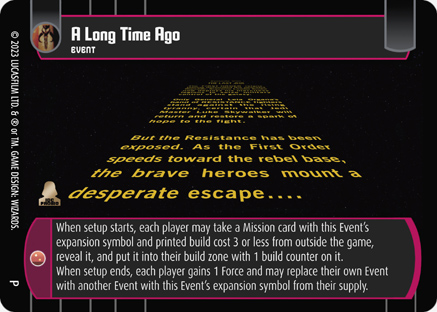 A Long Time Ago
EVENT
Only General Leia Organa's
band of RESISTANCE fighters
stand against the rising
tyranny, certain that Jedi
Master Luke Skywalker will
return and restore a spark of
hope to the fight.
But the Resistance has been
exposed. As the First Order
speeds toward the rebel base,
the brave heroes mount a
desperate escape....
When setup starts, each player may take a Mission card with this Event's
expansion symbol and printed build cost 3 or less from outside the game,
reveal it, and put it into their build zone with 1 build counter on it.
When setup ends, each player gains 1 Force and may replace their own Event
with another Event with this Event's expansion symbol from their supply.
© 2023 LUCASFILM LTD. & ® OR TM. GAME DESIGN: WIZARDS.
P